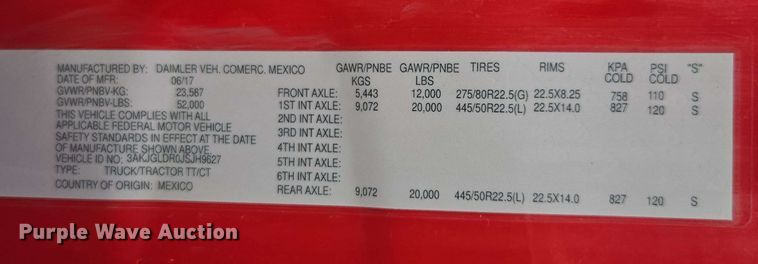 MANUFACTURED BY: DAIMLER VEH. COMERC. MEXICO
DATE OF MFR: 06/17
GVWR/PNBV-KG: 23,587
GVWR/PNBV-LBS: 52,000
THIS VEHICLE COMPLIES WITH ALL
APPLICABLE FEDERAL MOTOR VEHICLE
SAFETY STANDARDS IN EFFECT AT THE DATE
OF MANUFACTURE SHOWN ABOVE.
VEHICLE ID NO: 3AKJGLDR0JSJH9627
TYPE: TRUCK/TRACTOR TT/CT
COUNTRY OF ORIGIN: MEXICO
GAWR/PNBE KGS GAWR/PNBE LBS TIRES RIMS KPA COLD PSI COLD "S"
FRONT AXLE: 5,443 12,000 275/80R22.5(G) 22.5X8.25 758 110 S
1ST INT AXLE: 9,072 20,000 445/50R22.5(L) 22.5X14.0 827 120 S
2ND INT AXLE:
3RD INT AXLE:
4TH INT AXLE:
5TH INT AXLE:
6TH INT AXLE:
REAR AXLE: 9,072 20,000 445/50R22.5(L) 22.5X14.0 827 120 S
Purple Wave Auction